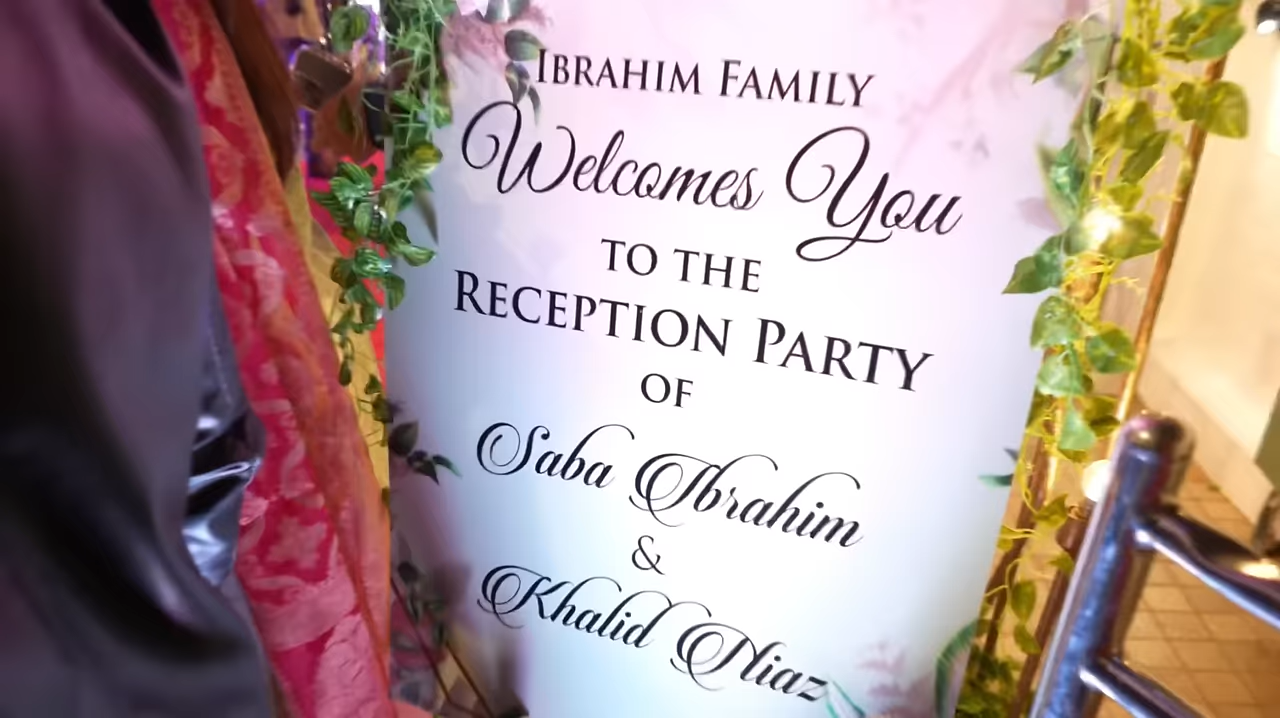 IBRAHIM FAMILY
Welcomes You
TO THE
RECEPTION PARTY
OF
Saba Ibrahim
&
Khalid Niaz